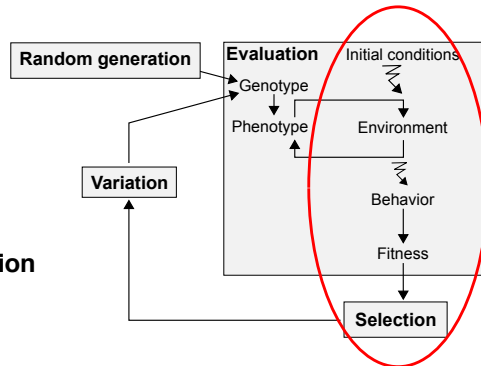 Random generation
Evaluation
Initial conditions
Genotype
Phenotype
Environment
Variation
Behavior
ion
Fitness
Selection